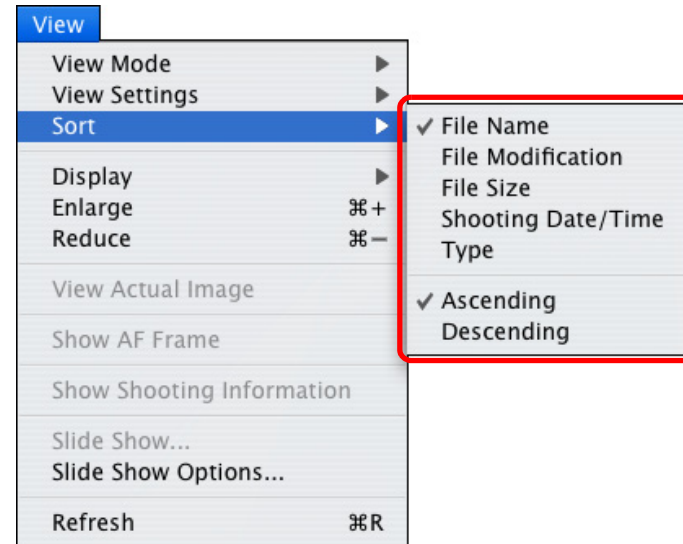 View
View Mode ▶
View Settings ▶
Sort ▶
Display ▶
Enlarge ⌘+
Reduce ⌘−
View Actual Image
Show AF Frame
Show Shooting Information
Slide Show...
Slide Show Options...
Refresh ⌘R
✓ File Name
File Modification
File Size
Shooting Date/Time
Type
✓ Ascending
Descending